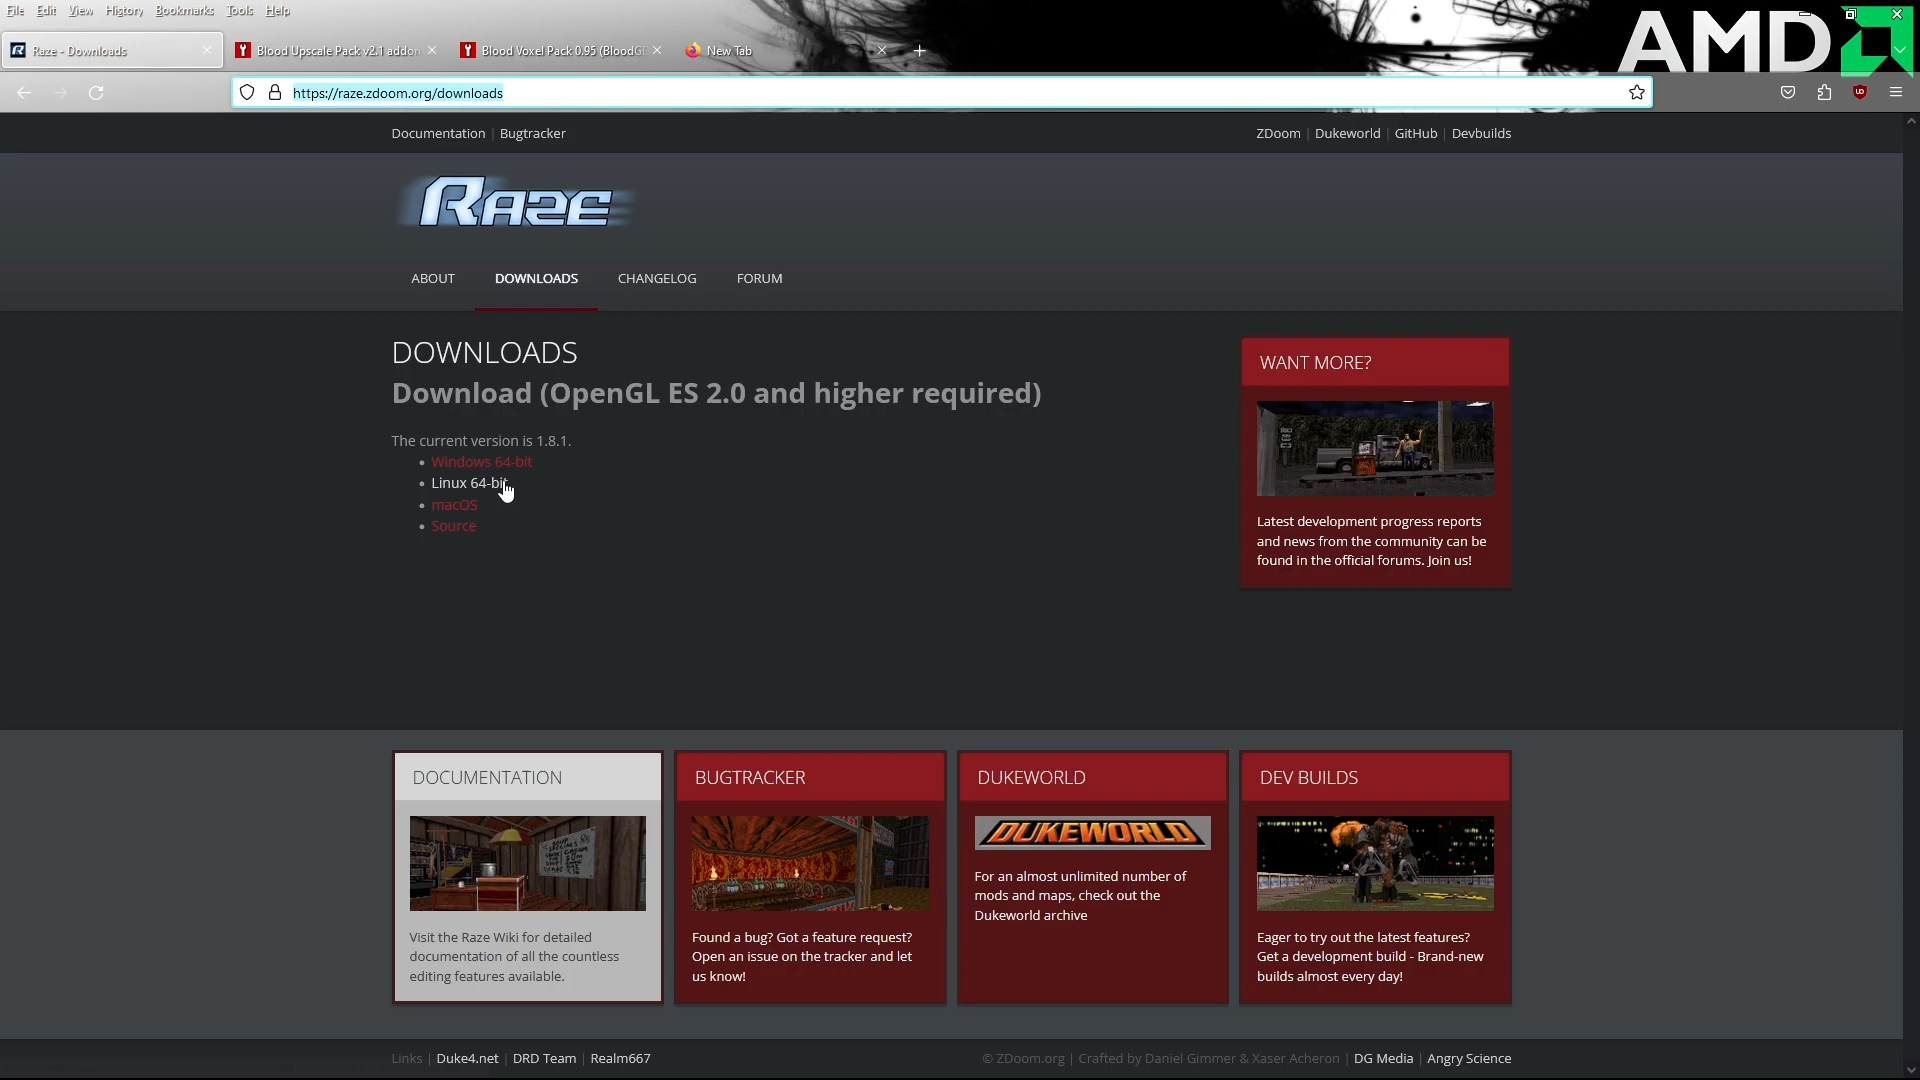 File Edit View History Bookmarks Tools Help
AMD
Raze - Downloads
Blood Upscale Pack v2.1 addon
Blood Voxel Pack 0.95 (BloodGD
New Tab
https://raze.zdoom.org/downloads
Documentation | Bugtracker
ZDoom | Dukeworld | GitHub | Devbuilds
RAZE
ABOUT DOWNLOADS CHANGELOG FORUM
DOWNLOADS
Download (OpenGL ES 2.0 and higher required)
The current version is 1.8.1.
Windows 64-bit
Linux 64-bit
macOS
Source
WANT MORE?
Latest development progress reports
and news from the community can be
found in the official forums. Join us!
DOCUMENTATION
Visit the Raze Wiki for detailed
documentation of all the countless
editing features available.
BUGTRACKER
Found a bug? Got a feature request?
Open an issue on the tracker and let
us know!
DUKEWORLD
DUKEWORLD
For an almost unlimited number of
mods and maps, check out the
Dukeworld archive
DEV BUILDS
Eager to try out the latest features?
Get a development build - Brand-new
builds almost every day!
Links | Duke4.net | DRD Team | Realm667
© ZDoom.org | Crafted by Daniel Gimmer & Xaser Acheron | DG Media | Angry Science